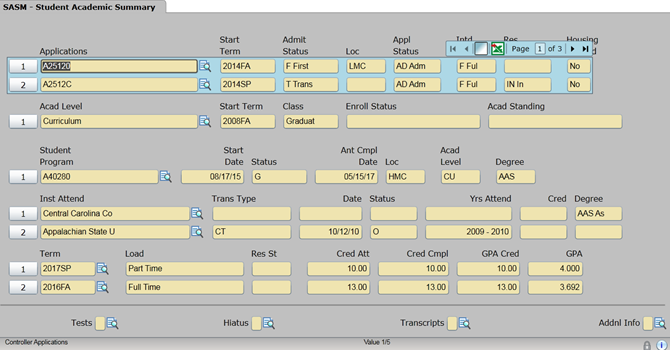 SASM - Student Academic Summary
Start Admit Appl Intd Res Housing
Applications Term Status Loc Status
Page 1 of 3
1 A25120 2014FA F First LMC AD Adm F Ful No
2 A2512C 2014SP T Trans AD Adm F Ful IN In No
Acad Level Start Term Class Enroll Status Acad Standing
1 Curriculum 2008FA Graduat
Student Start Ant Cmpl Acad
Program Date Status Date Loc Level Degree
1 A40280 08/17/15 G 05/15/17 HMC CU AAS
Inst Attend Trans Type Date Status Yrs Attend Cred Degree
1 Central Carolina Co AAS As
2 Appalachian State U CT 10/12/10 O 2009 - 2010
Term Load Res St Cred Att Cred Cmpl GPA Cred GPA
1 2017SP Part Time 10.00 10.00 10.00 4.000
2 2016FA Full Time 13.00 13.00 13.00 3.692
Tests Hiatus Transcripts Addnl Info
Controller Applications Value 1/5